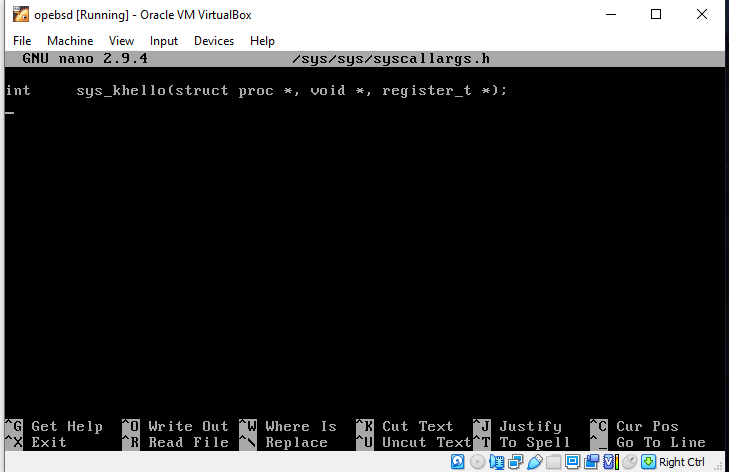 opebsd [Running] - Oracle VM VirtualBox
File Machine View Input Devices Help
GNU nano 2.9.4 /sys/sys/syscallargs.h
int sys_khello(struct proc *, void *, register_t *);
^G Get Help ^O Write Out ^W Where Is ^K Cut Text ^J Justify ^C Cur Pos
^X Exit ^R Read File ^\ Replace ^U Uncut Text ^T To Spell ^_ Go To Line
Right Ctrl